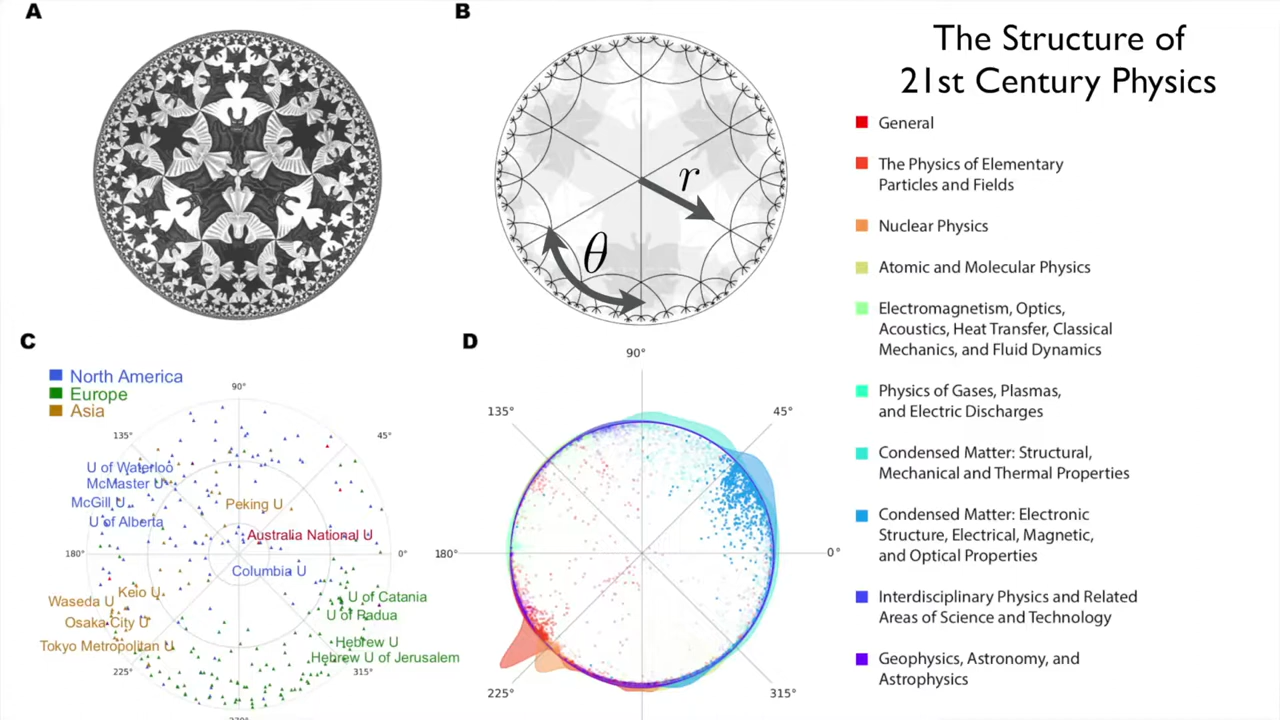 A
B
The Structure of
21st Century Physics
r
θ
General
The Physics of Elementary
Particles and Fields
Nuclear Physics
Atomic and Molecular Physics
Electromagnetism, Optics,
Acoustics, Heat Transfer, Classical
Mechanics, and Fluid Dynamics
Physics of Gases, Plasmas,
and Electric Discharges
Condensed Matter: Structural,
Mechanical and Thermal Properties
Condensed Matter: Electronic
Structure, Electrical, Magnetic,
and Optical Properties
Interdisciplinary Physics and Related
Areas of Science and Technology
Geophysics, Astronomy, and
Astrophysics
C
North America
Europe
Asia
90°
135°
45°
U of Waterloo
McMaster U
McGill U
U of Alberta
Peking U
Australia National U
180°
0°
Columbia U
Keio U
Waseda U
Osaka City U
Tokyo Metropolitan U
U of Catania
U of Radua
Hebrew U
Hebrew U of Jerusalem
225°
315°
270°
D
90°
135°
45°
180°
0°
225°
315°